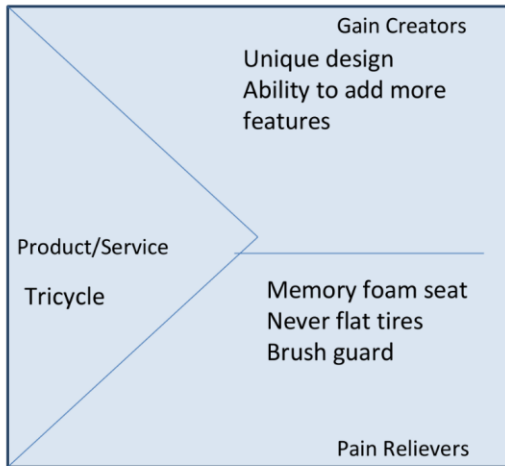 Gain Creators
Unique design
Ability to add more
features
Product/Service
Tricycle
Memory foam seat
Never flat tires
Brush guard
Pain Relievers